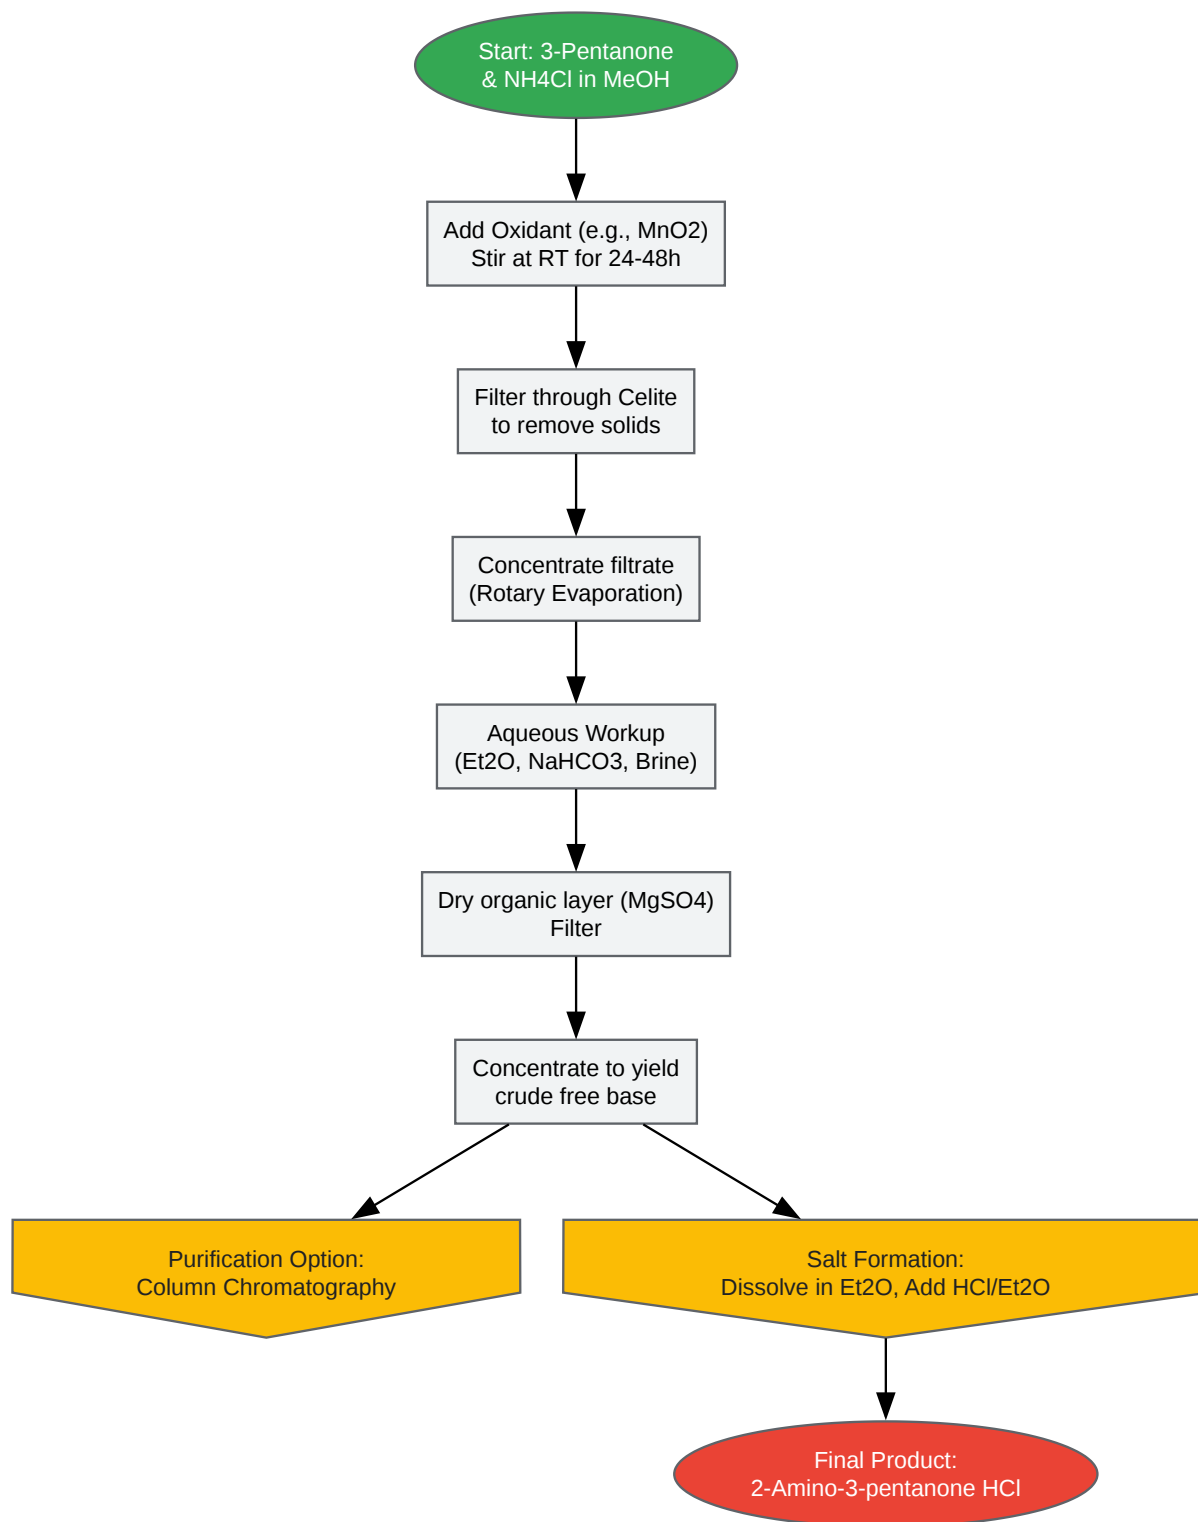 Start: 3-Pentanone
& NH4Cl in MeOH
Add Oxidant (e.g., MnO2)
Stir at RT for 24-48h
Filter through Celite
to remove solids
Concentrate filtrate
(Rotary Evaporation)
Aqueous Workup
(Et2O, NaHCO3, Brine)
Dry organic layer (MgSO4)
Filter
Concentrate to yield
crude free base
Purification Option:
Column Chromatography
Salt Formation:
Dissolve in Et2O, Add HCl/Et2O
Final Product:
2-Amino-3-pentanone HCl